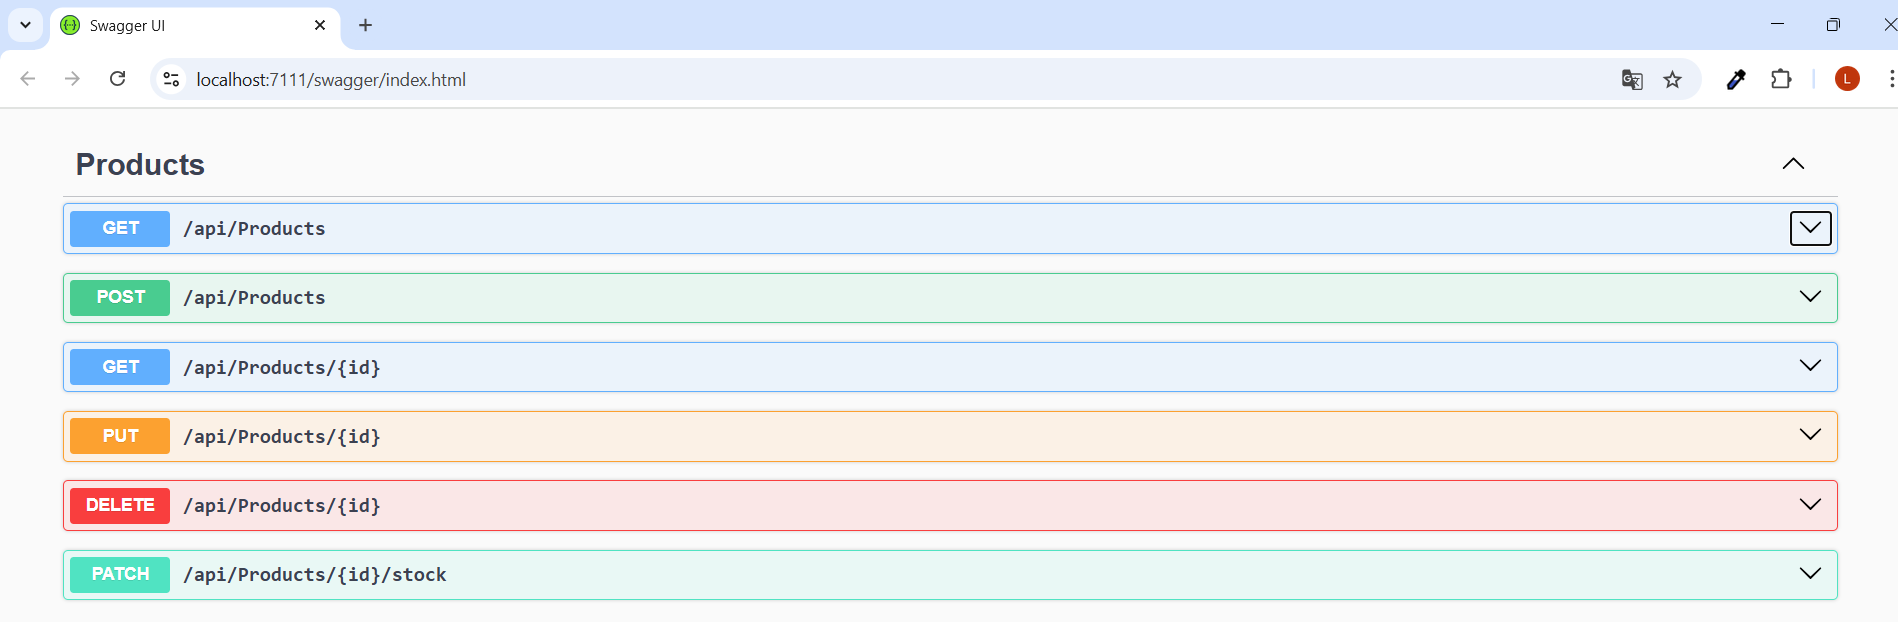 Swagger UI
localhost:7111/swagger/index.html
L
Products
GET /api/Products
POST /api/Products
GET /api/Products/{id}
PUT /api/Products/{id}
DELETE /api/Products/{id}
PATCH /api/Products/{id}/stock